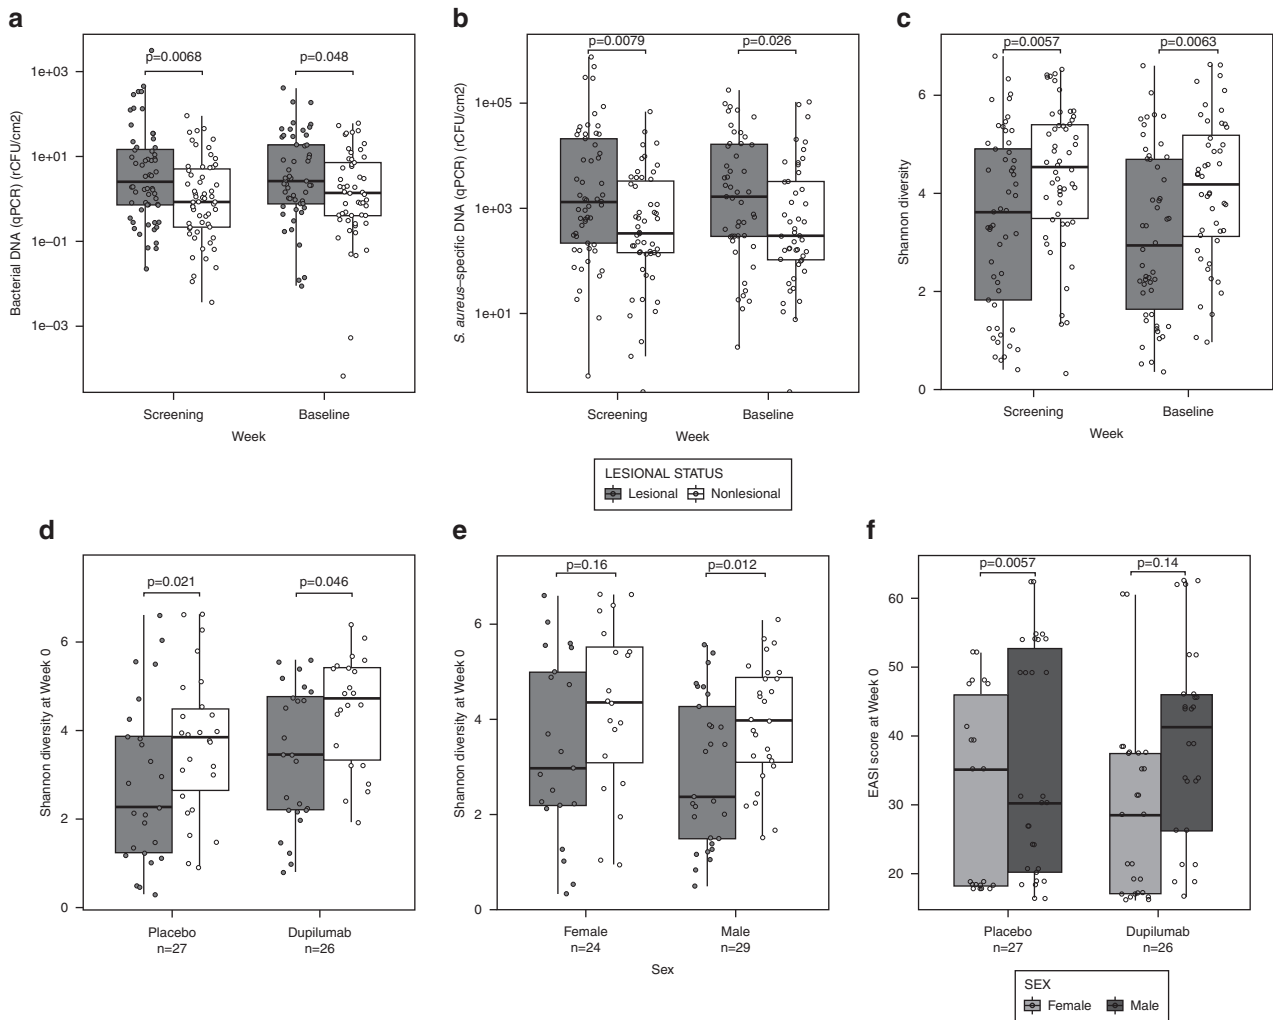 a
Bacterial DNA (qPCR) (rCFU/cm2)
1e+03
1e+01
1e−01
1e−03
p=0.0068
p=0.048
Screening
Baseline
Week
b
S. aureus–specific DNA (qPCR) (rCFU/cm2)
1e+05
1e+03
1e+01
p=0.0079
p=0.026
Screening
Baseline
Week
c
Shannon diversity
6
4
2
0
p=0.0057
p=0.0063
Screening
Baseline
Week
LESIONAL STATUS
Lesional
Nonlesional
d
Shannon diversity at Week 0
6
4
2
0
p=0.021
p=0.046
Placebo
n=27
Dupilumab
n=26
e
Shannon diversity at Week 0
6
4
2
0
p=0.16
p=0.012
Female
n=24
Male
n=29
Sex
f
EASI score at Week 0
60
50
40
30
20
p=0.0057
p=0.14
Placebo
n=27
Dupilumab
n=26
SEX
Female
Male